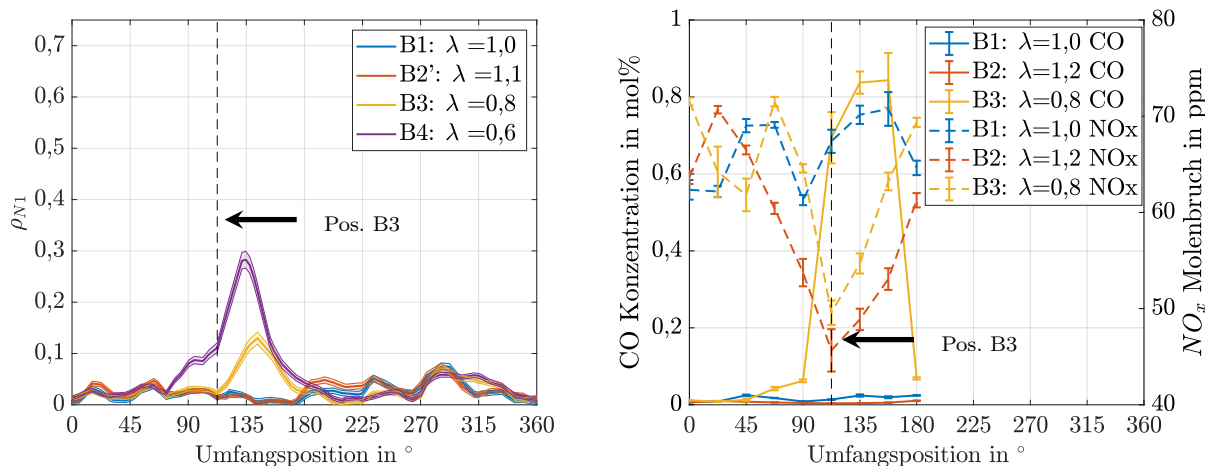 0,7
0,6
0,5
0,4
0,3
0,2
0,1
0
ρN1
B1: λ =1,0
B2': λ =1,1
B3: λ =0,8
B4: λ =0,6
Pos. B3
0 45 90 135 180 225 270 315 360
Umfangsposition in °
1
0,8
0,6
0,4
0,2
0
CO Konzentration in mol%
B1: λ=1,0 CO
B2: λ=1,2 CO
B3: λ=0,8 CO
B1: λ=1,0 NOx
B2: λ=1,2 NOx
B3: λ=0,8 NOx
Pos. B3
80
70
60
50
40
NOx Molenbruch in ppm
0 45 90 135 180 225 270 315 360
Umfangsposition in °